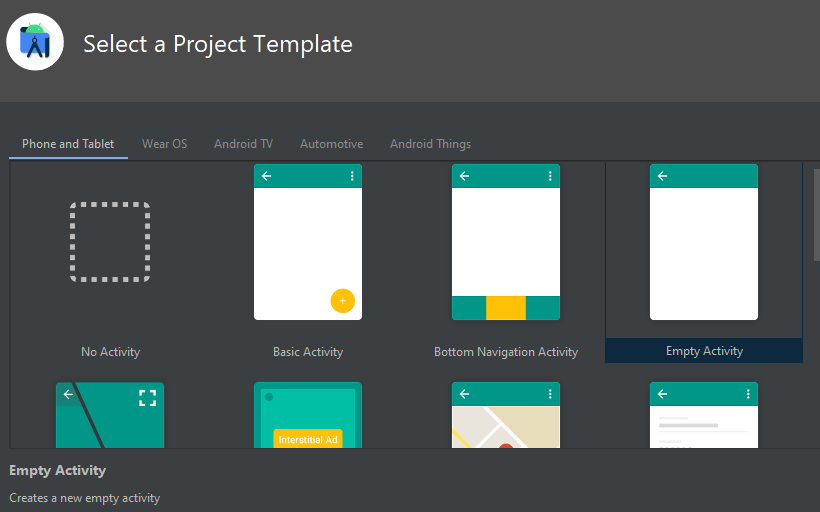 Select a Project Template
Phone and Tablet Wear OS Android TV Automotive Android Things
No Activity Basic Activity Bottom Navigation Activity Empty Activity
Interstitial Ad
Empty Activity
Creates a new empty activity